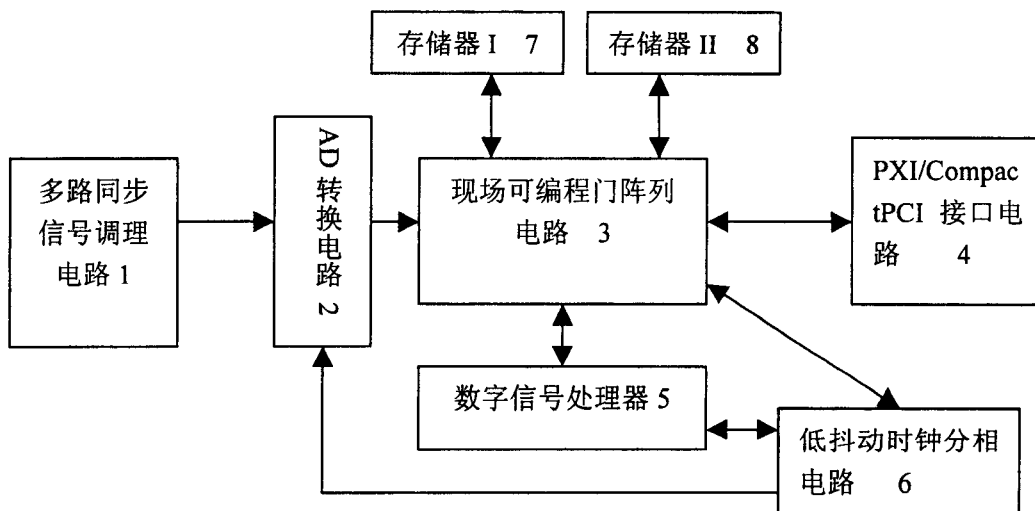 存储器 I 7
存储器 II 8
多路同步
信号调理
电路 1
AD转换电路 2
现场可编程门阵列
电路 3
PXI/Compac
tPCI 接口电
路 4
数字信号处理器 5
低抖动时钟分相
电路 6